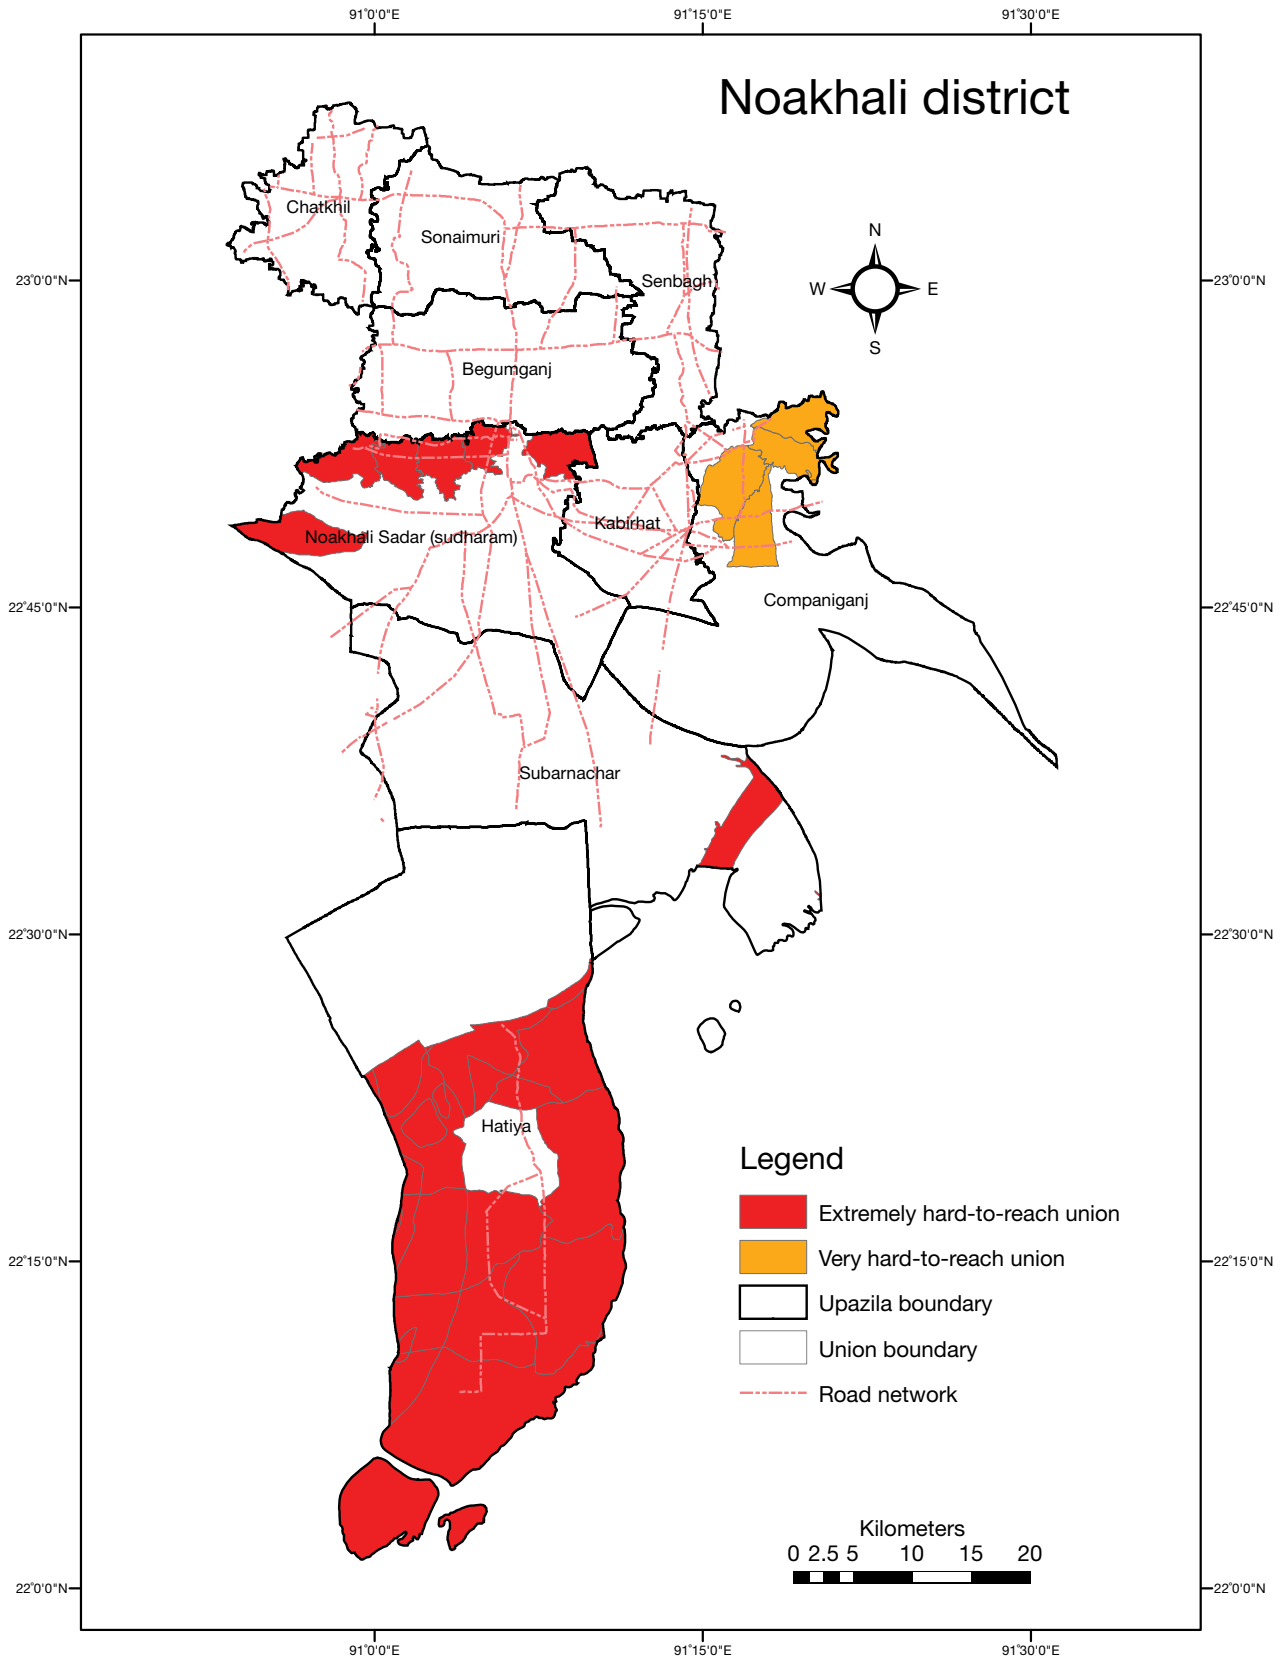 91°0'0"E 91°15'0"E 91°30'0"E
Noakhali district
Chatkhil
Sonaimuri
N
Senbagh
23°0'0"N 23°0'0"N
W E
S
Begumganj
Kabirhat
Noakhali Sadar (sudharam)
Companiganj
22°45'0"N 22°45'0"N
Subarnachar
22°30'0"N 22°30'0"N
Hatiya
Legend
Extremely hard-to-reach union
Very hard-to-reach union
22°15'0"N 22°15'0"N
Upazila boundary
Union boundary
Road network
Kilometers
0 2.5 5 10 15 20
22°0'0"N 22°0'0"N
91°0'0"E 91°15'0"E 91°30'0"E